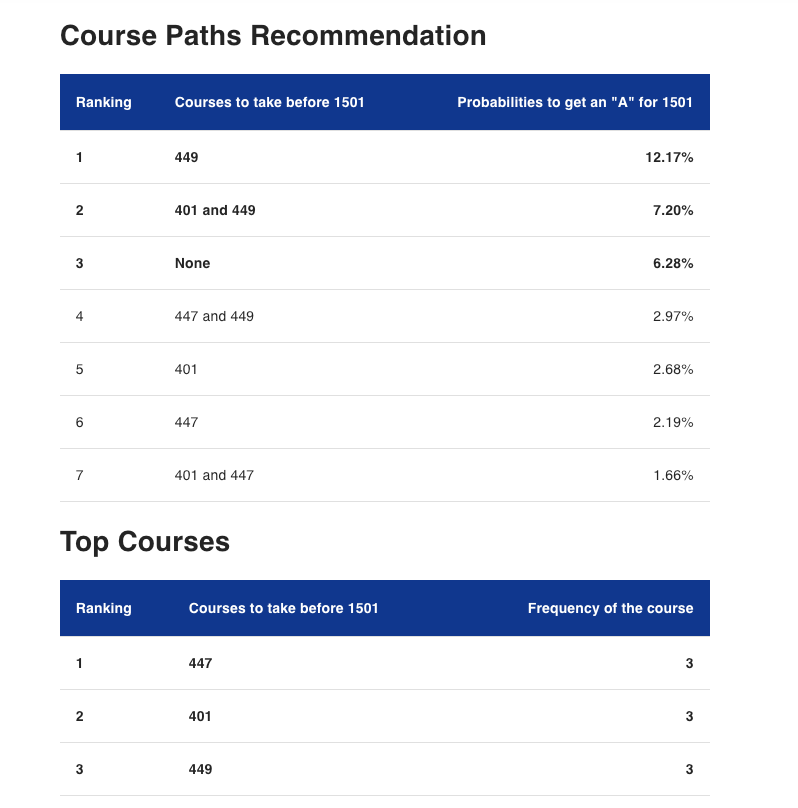 Course Paths Recommendation
Ranking Courses to take before 1501 Probabilities to get an "A" for 1501
1 449 12.17%
2 401 and 449 7.20%
3 None 6.28%
4 447 and 449 2.97%
5 401 2.68%
6 447 2.19%
7 401 and 447 1.66%
Top Courses
Ranking Courses to take before 1501 Frequency of the course
1 447 3
2 401 3
3 449 3